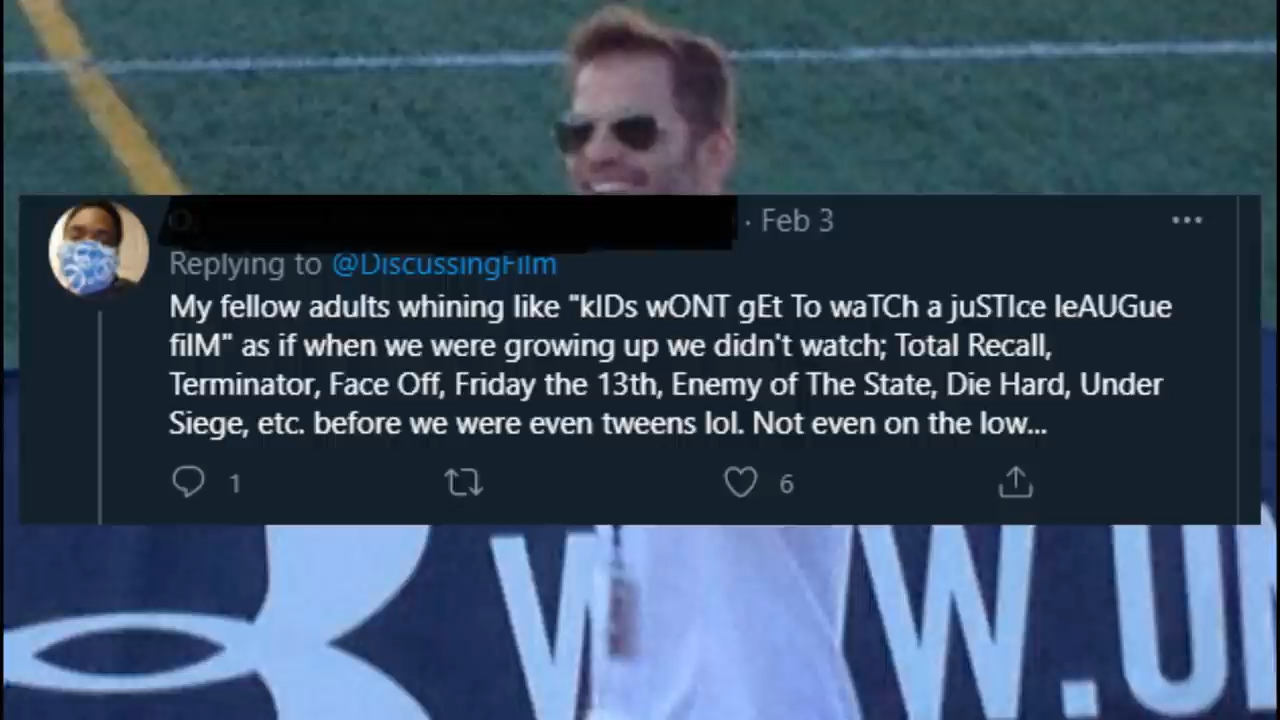 · Feb 3
Replying to @DiscussingFilm
My fellow adults whining like "kIDs wONT gEt To waTCh a juSTIce leAUGue
filM" as if when we were growing up we didn't watch; Total Recall,
Terminator, Face Off, Friday the 13th, Enemy of The State, Die Hard, Under
Siege, etc. before we were even tweens lol. Not even on the low...
1 6
WW.U